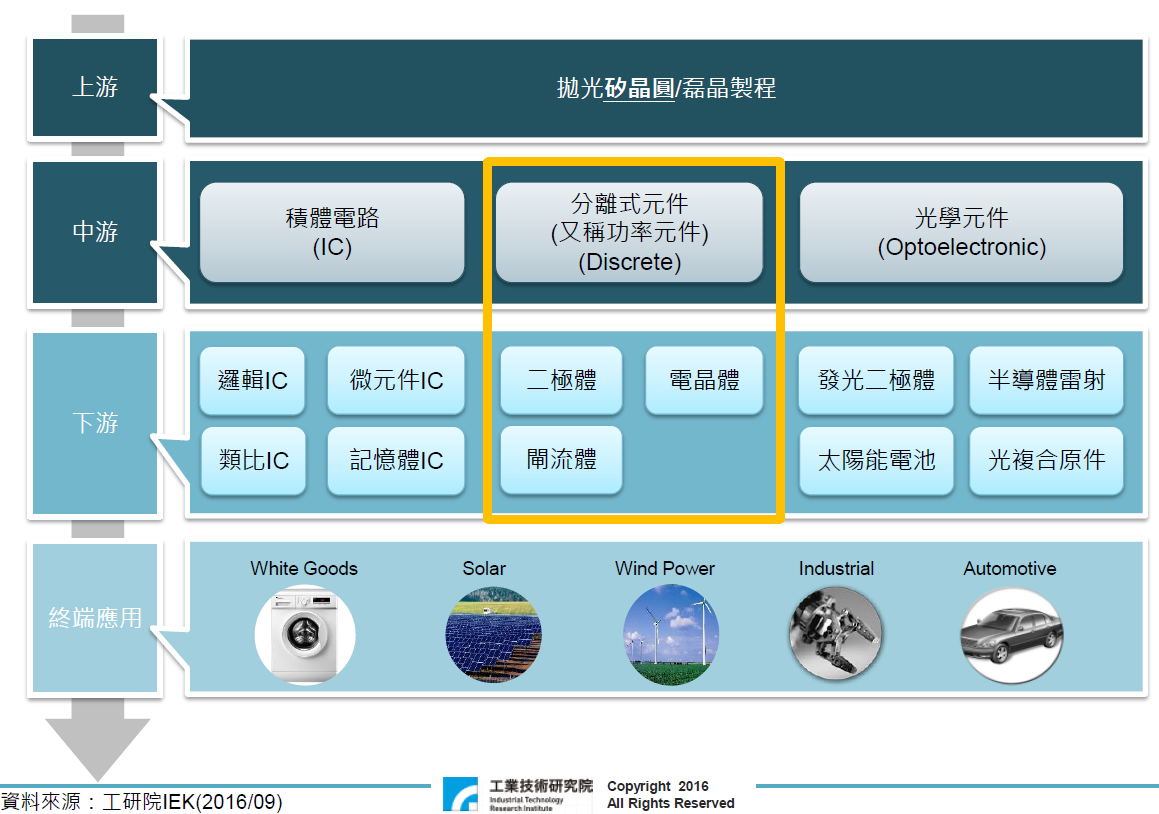 上游
拋光矽晶圓/磊晶製程
中游
積體電路
(IC)
分離式元件
(又稱功率元件)
(Discrete)
光學元件
(Optoelectronic)
下游
邏輯IC
微元件IC
二極體
電晶體
發光二極體
半導體雷射
類比IC
記憶體IC
閘流體
太陽能電池
光複合原件
終端應用
White Goods
Solar
Wind Power
Industrial
Automotive
資料來源：工研院IEK(2016/09)
工業技術研究院
Industrial Technology
Research Institute
Copyright 2016
All Rights Reserved